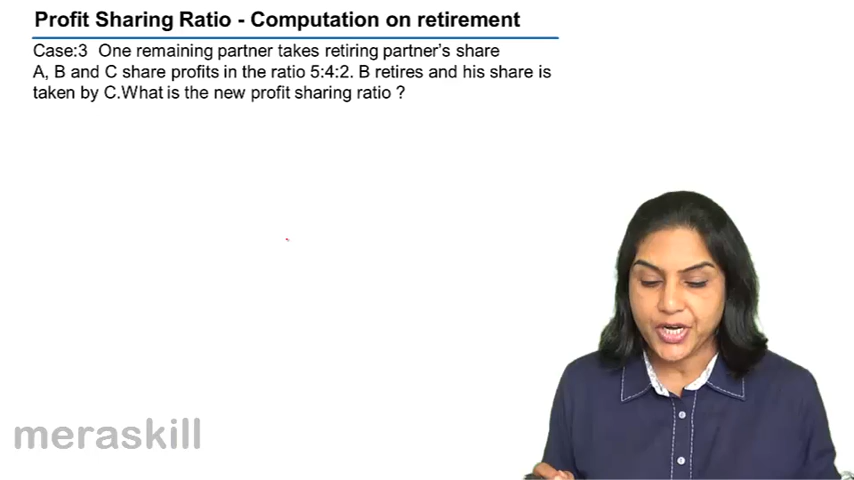 Profit Sharing Ratio - Computation on retirement
Case:3 One remaining partner takes retiring partner's share
A, B and C share profits in the ratio 5:4:2. B retires and his share is
taken by C.What is the new profit sharing ratio ?
meraskill